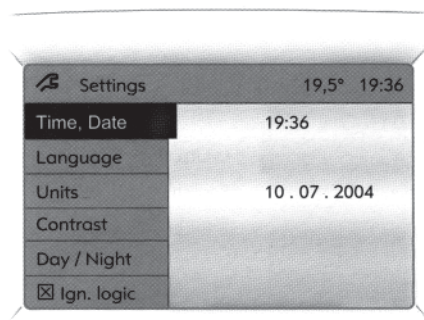 Settings 19,5° 19:36
Time, Date 19:36
Language
Units 10 . 07 . 2004
Contrast
Day / Night
☒ Ign. logic